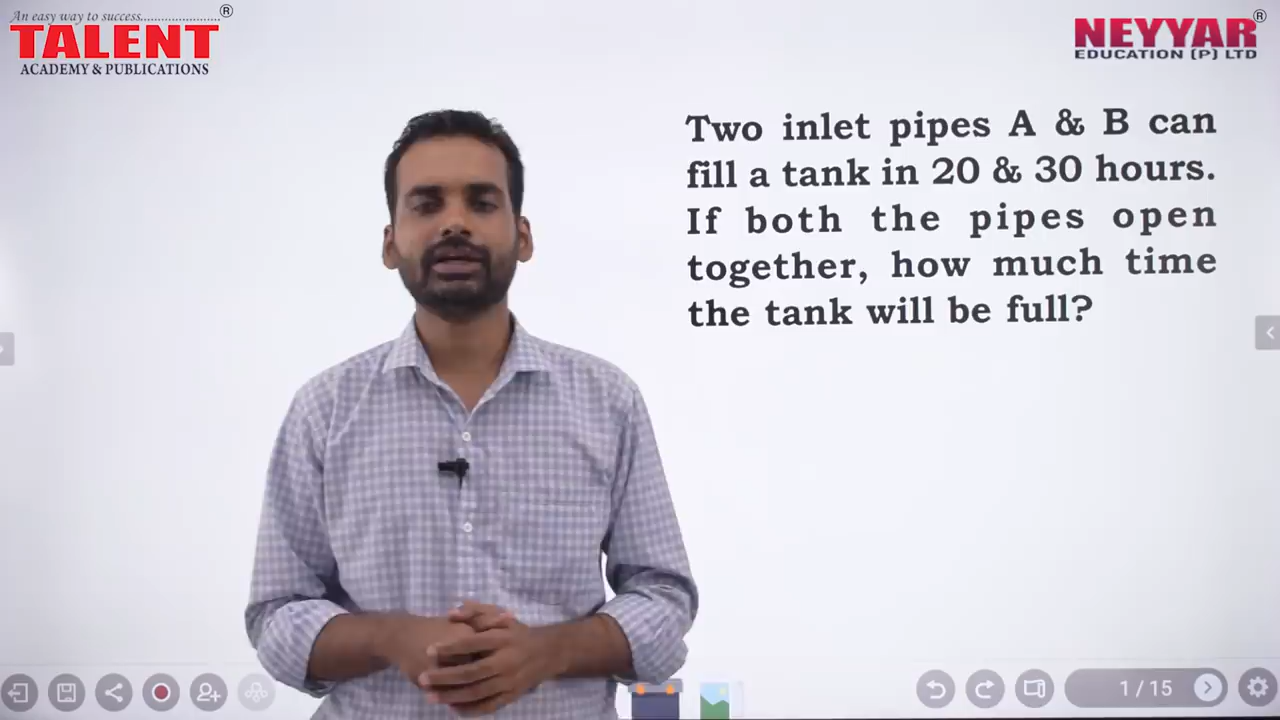 An easy way to success......................
®
TALENT
ACADEMY & PUBLICATIONS
®
NEYYAR
EDUCATION (P) LTD
Two inlet pipes A & B can
fill a tank in 20 & 30 hours.
If both the pipes open
together, how much time
the tank will be full?
1 / 15